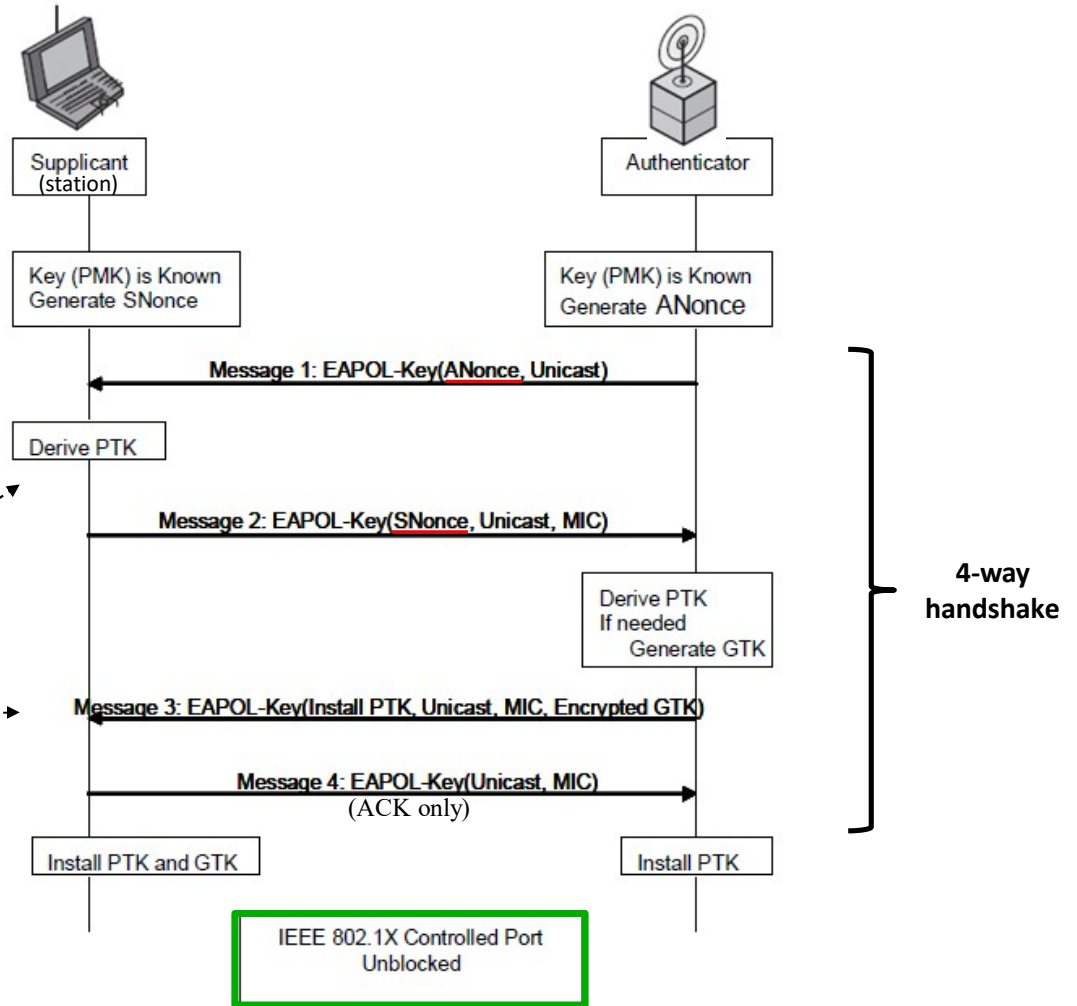 Supplicant
(station)
Authenticator
Key (PMK) is Known
Generate SNonce
Key (PMK) is Known
Generate ANonce
Message 1: EAPOL-Key(ANonce, Unicast)
Derive PTK
Message 2: EAPOL-Key(SNonce, Unicast, MIC)
Derive PTK
If needed
Generate GTK
4-way
handshake
Message 3: EAPOL-Key(Install PTK, Unicast, MIC, Encrypted GTK)
Message 4: EAPOL-Key(Unicast, MIC)
(ACK only)
Install PTK and GTK
Install PTK
IEEE 802.1X Controlled Port
Unblocked